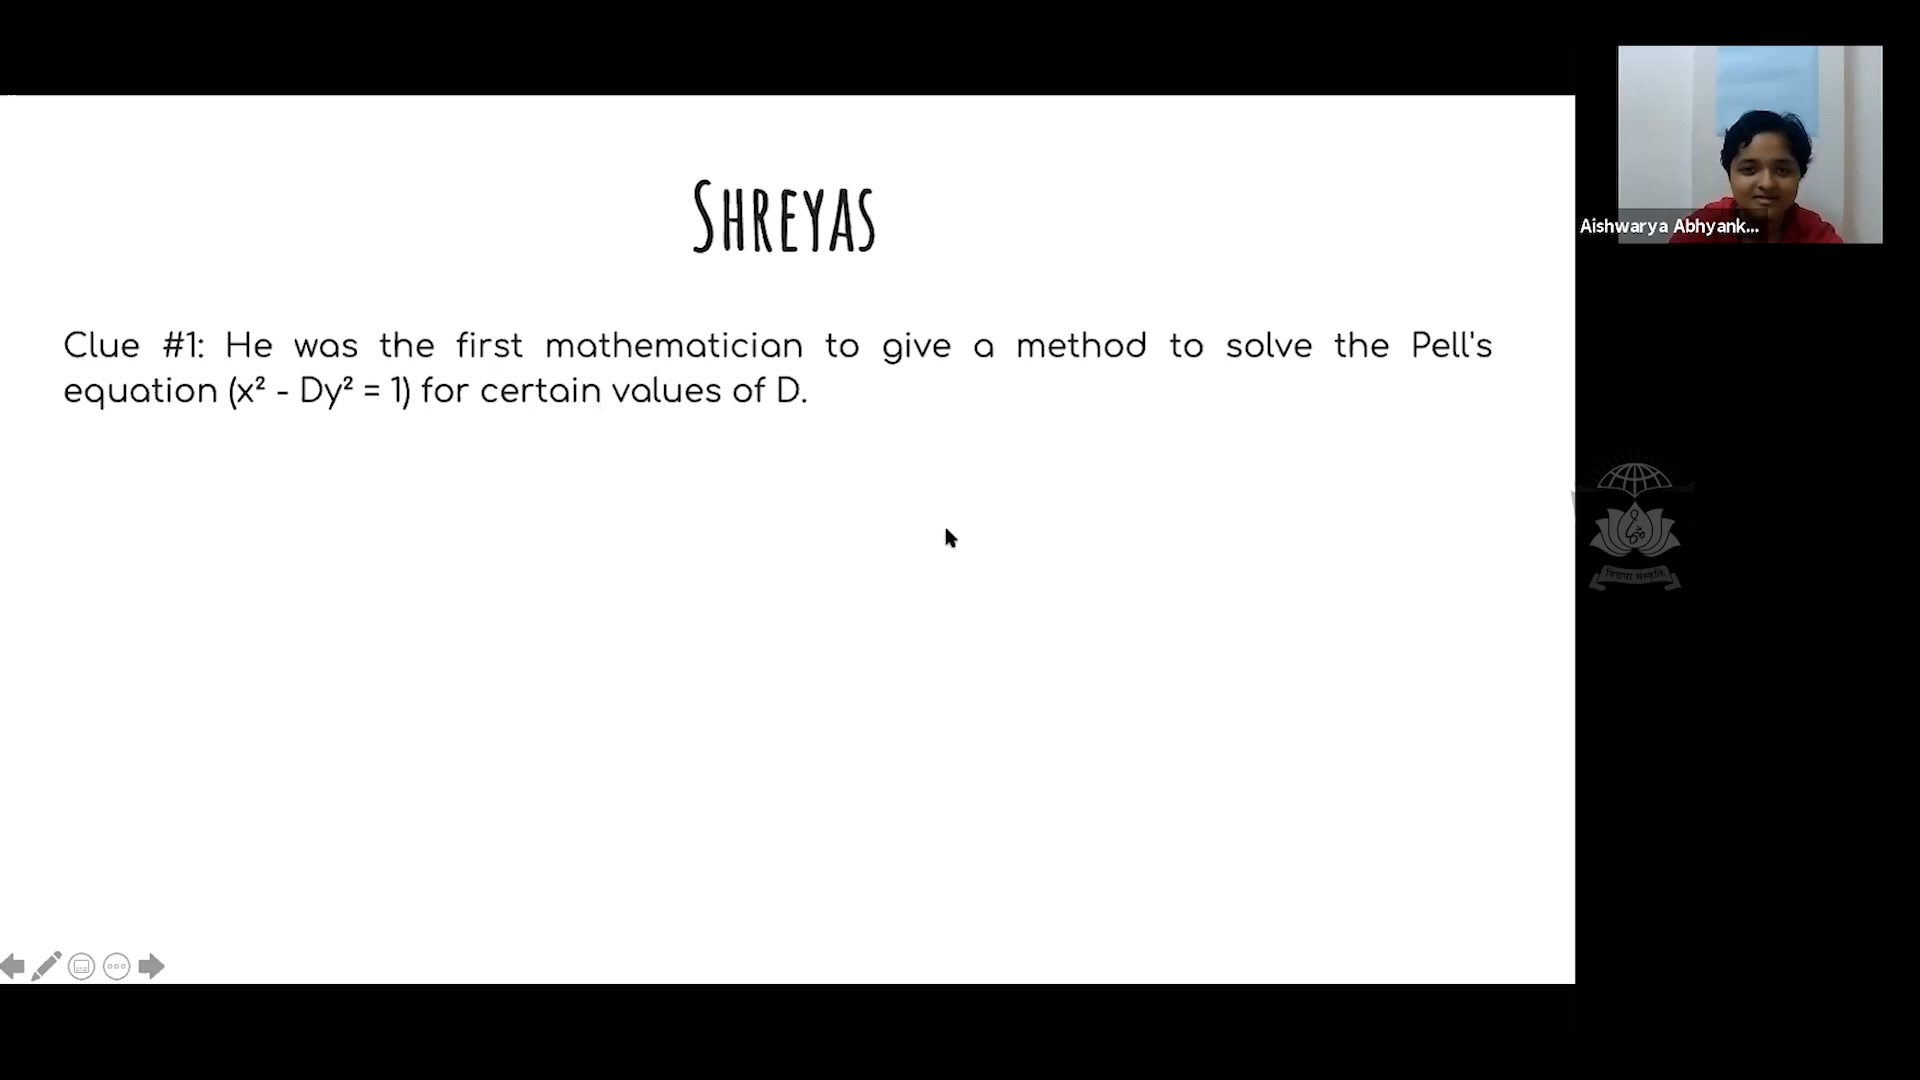 SHREYAS
Clue #1: He was the first mathematician to give a method to solve the Pell's
equation (x² - Dy² = 1) for certain values of D.
Aishwarya Abhyank...
विद्यया संस्कृतिः